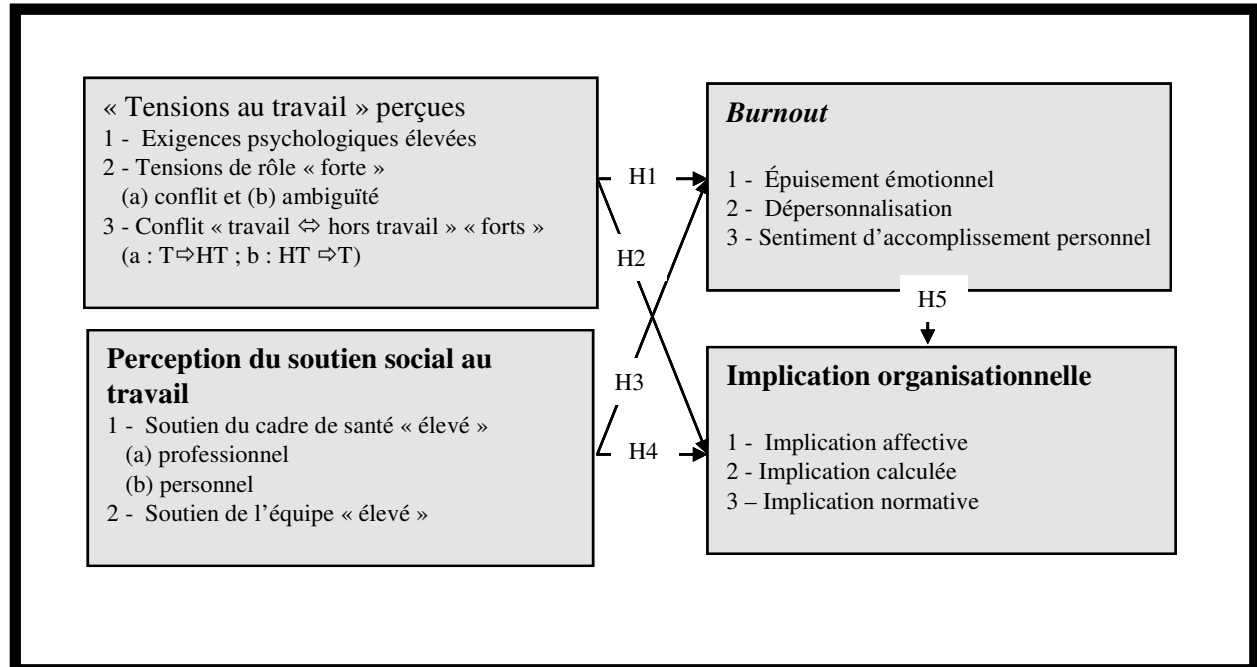 « Tensions au travail » perçues
1 - Exigences psychologiques élevées
2 - Tensions de rôle « forte »
(a) conflit et (b) ambiguïté
3 - Conflit « travail ⬄ hors travail » « forts »
(a : T⇨HT ; b : HT ⇨T)
Perception du soutien social au
travail
1 - Soutien du cadre de santé « élevé »
(a) professionnel
(b) personnel
2 - Soutien de l’équipe « élevé »
H1
H2
H3
H4
Burnout
1 - Épuisement émotionnel
2 - Dépersonnalisation
3 - Sentiment d’accomplissement personnel
H5
Implication organisationnelle
1 - Implication affective
2 - Implication calculée
3 – Implication normative